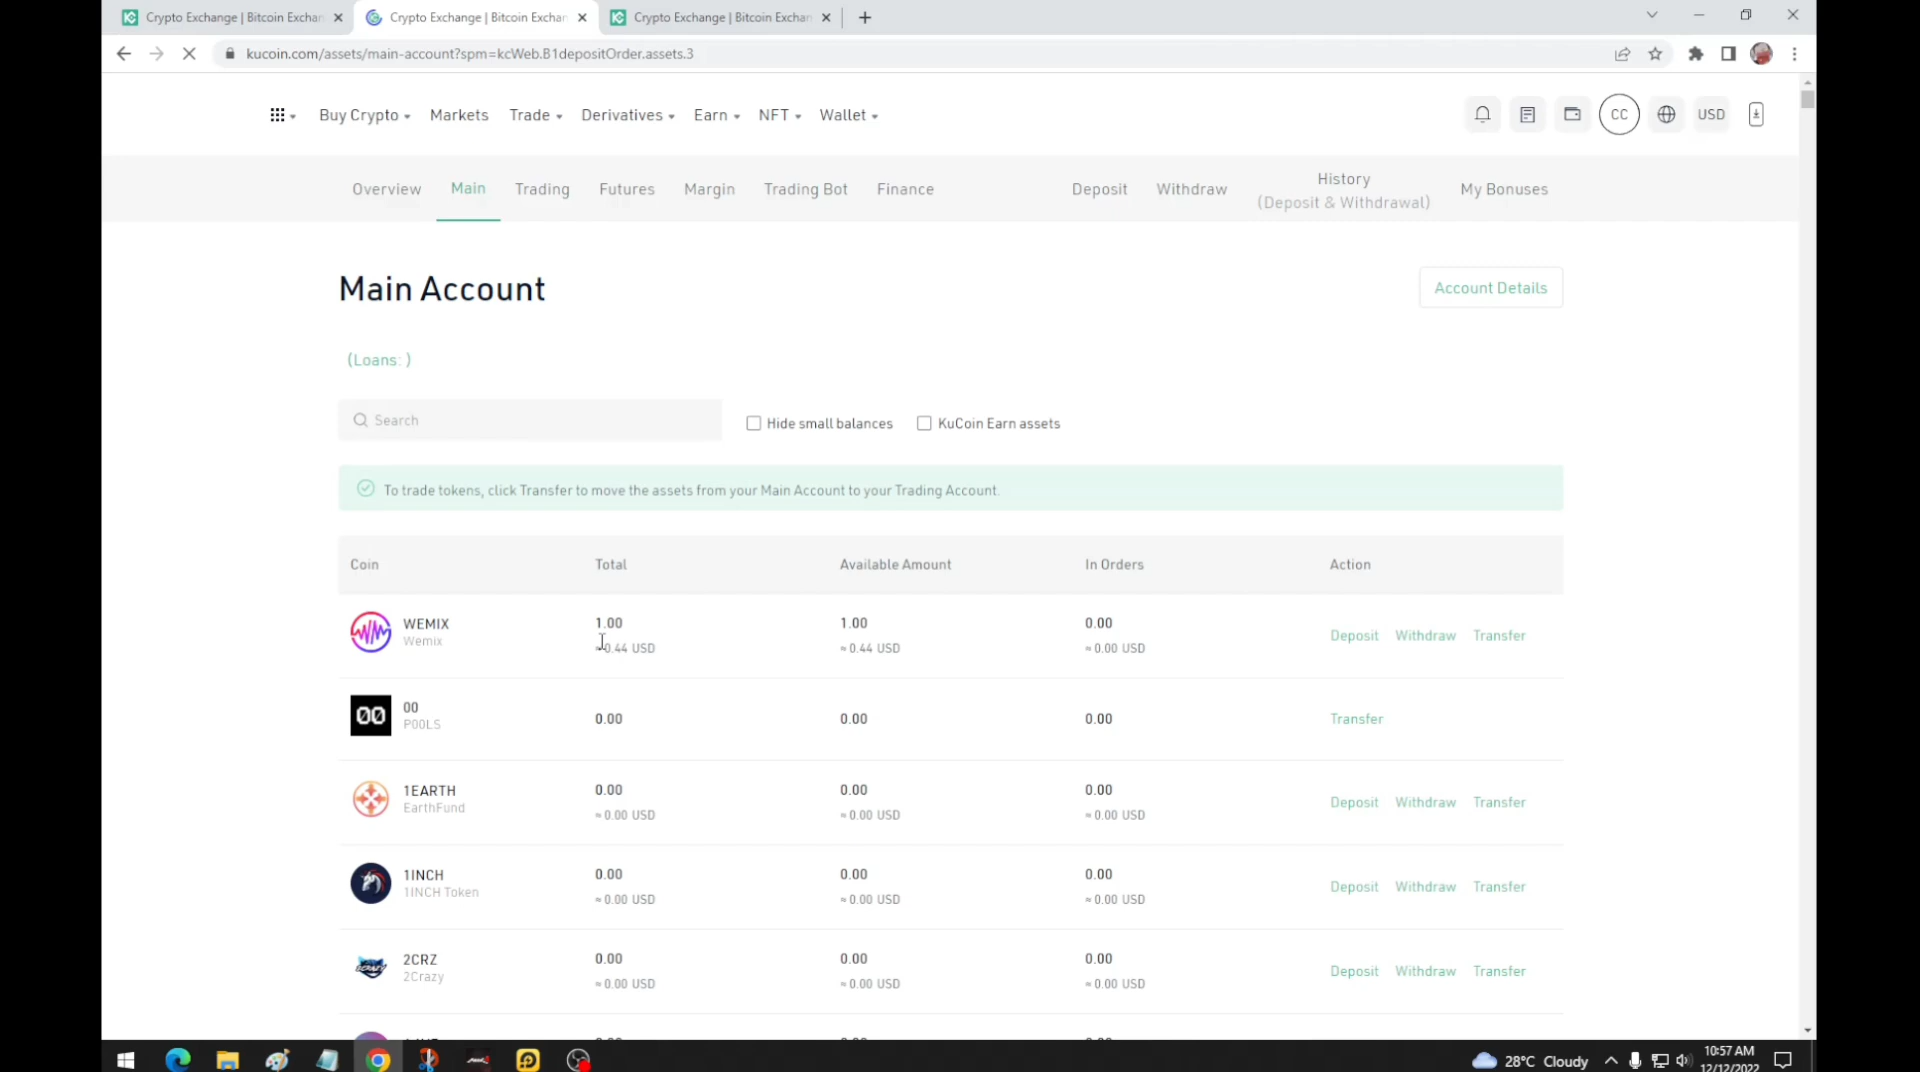 Crypto Exchange | Bitcoin Exchan
Crypto Exchange | Bitcoin Exchan
Crypto Exchange | Bitcoin Exchan
kucoin.com/assets/main-account?spm=kcWeb.B1depositOrder.assets.3
Buy Crypto Markets Trade Derivatives Earn NFT Wallet CC USD
Overview Main Trading Futures Margin Trading Bot Finance Deposit Withdraw History (Deposit & Withdrawal) My Bonuses
Main Account
Account Details
(Loans: )
Search
Hide small balances
KuCoin Earn assets
To trade tokens, click Transfer to move the assets from your Main Account to your Trading Account.
Coin Total Available Amount In Orders Action
WEMIX 1.00 1.00 0.00
Wemix ≈ 0.44 USD ≈ 0.44 USD ≈ 0.00 USD
Deposit Withdraw Transfer
00
P00LS
0.00 0.00 0.00 Transfer
1EARTH 0.00 0.00 0.00
EarthFund ≈ 0.00 USD ≈ 0.00 USD ≈ 0.00 USD
Deposit Withdraw Transfer
1INCH 0.00 0.00 0.00
1INCH Token ≈ 0.00 USD ≈ 0.00 USD ≈ 0.00 USD
Deposit Withdraw Transfer
2CRZ 0.00 0.00 0.00
2Crazy ≈ 0.00 USD ≈ 0.00 USD ≈ 0.00 USD
Deposit Withdraw Transfer
28°C Cloudy
10:57 AM
12/12/2022